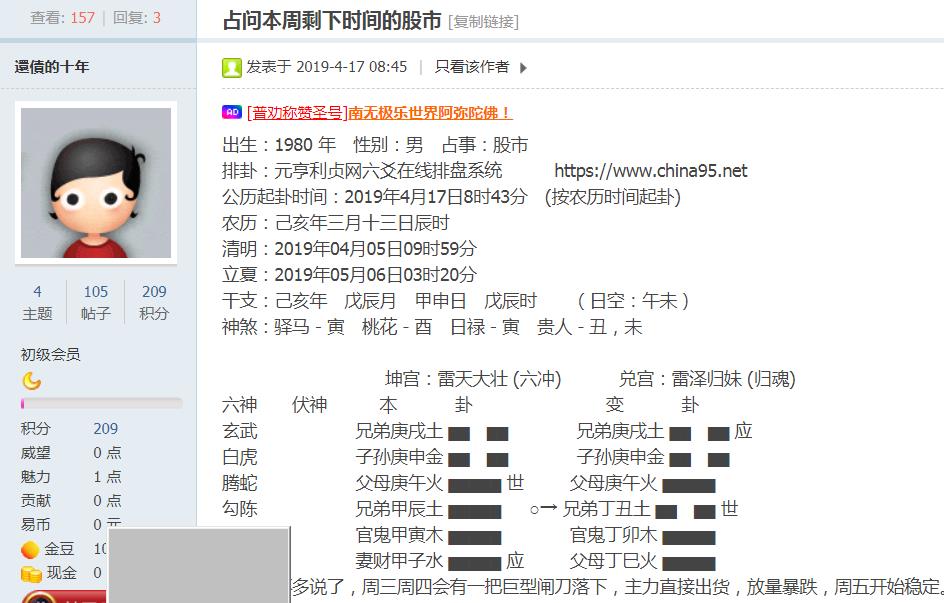 查看: 157 | 回复: 3
占问本周剩下时间的股市 [复制链接]
還債的十年
发表于 2019-4-17 08:45 | 只看该作者
AD [普劝称赞圣号]南无极乐世界阿弥陀佛！
出生：1980 年 性别：男 占事：股市
排卦：元亨利贞网六爻在线排盘系统 https://www.china95.net
公历起卦时间：2019年4月17日8时43分 (按农历时间起卦)
农历：己亥年三月十三日辰时
清明：2019年04月05日09时59分
立夏：2019年05月06日03时20分
干支：己亥年 戊辰月 甲申日 戊辰时 （ 日空：午未 ）
神煞：驿马－寅 桃花－酉 日禄－寅 贵人－丑，未
4 105 209
主题 帖子 积分
初级会员
积分 209
威望 0 点
魅力 1 点
贡献 0 点
易币 0 元
金豆 10
现金 0
坤宫：雷天大壮 (六冲) 兑宫：雷泽归妹 (归魂)
六神 伏神 本 卦 变 卦
玄武 兄弟庚戌土 兄弟庚戌土 应
白虎 子孙庚申金 子孙庚申金
腾蛇 父母庚午火 世 父母庚午火
勾陈 兄弟甲辰土 ○→ 兄弟丁丑土 世
官鬼甲寅木 官鬼丁卯木
妻财甲子水 应 父母丁巳火
多说了，周三周四会有一把巨型闸刀落下，主力直接出货，放量暴跌，周五开始稳定。